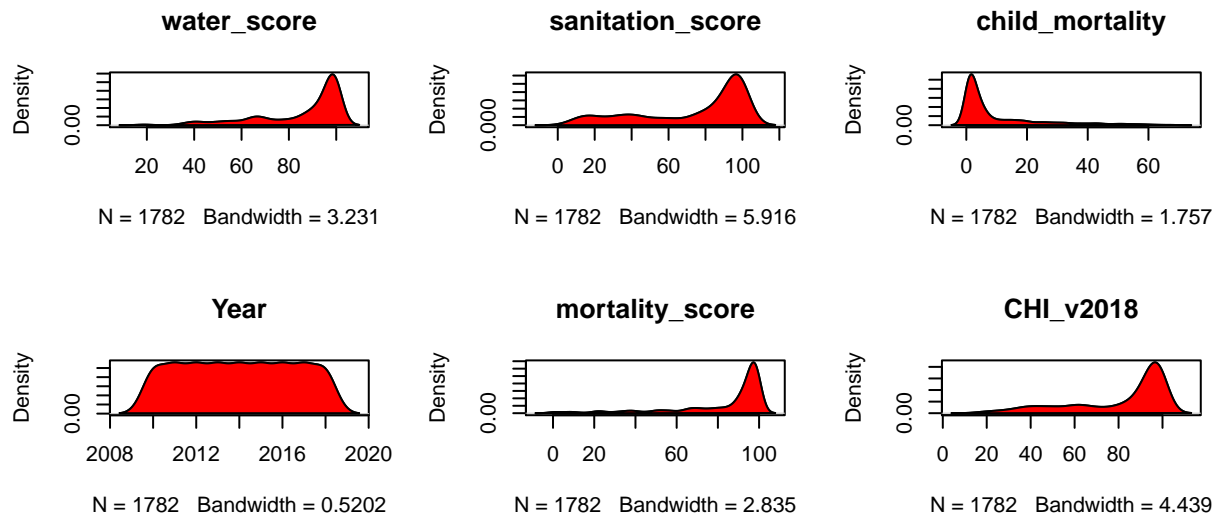 water_score
sanitation_score
child_mortality
Density
0.00
20 40 60 80
N = 1782 Bandwidth = 3.231
Density
0.000
0 20 60 100
N = 1782 Bandwidth = 5.916
Density
0.00
0 20 40 60
N = 1782 Bandwidth = 1.757
Year
mortality_score
CHI_v2018
Density
0.00
2008 2012 2016 2020
N = 1782 Bandwidth = 0.5202
Density
0.00
0 20 60 100
N = 1782 Bandwidth = 2.835
Density
0.00
0 20 40 60 80
N = 1782 Bandwidth = 4.439